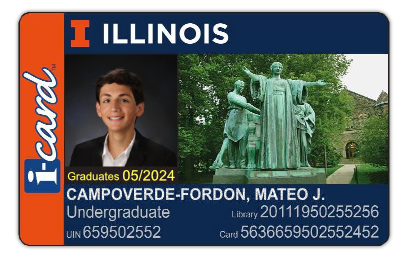 I ILLINOIS
i-card
Graduates 05/2024
CAMPOVERDE-FORDON, MATEO J.
Undergraduate
Library 20111950255256
UIN 659502552
Card 5636659502552452